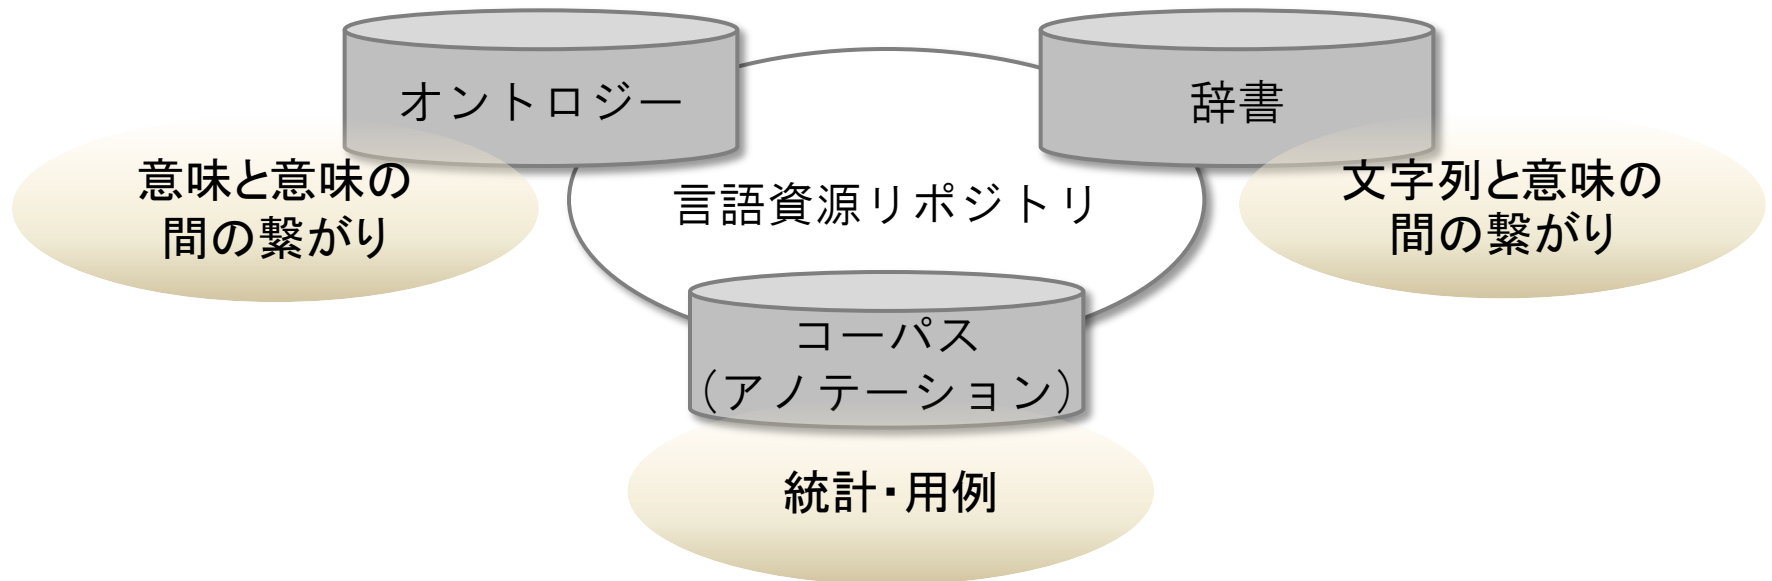 オントロジー
辞書
意味と意味の
間の繋がり
言語資源リポジトリ
文字列と意味の
間の繋がり
コーパス
（アノテーション）
統計・用例